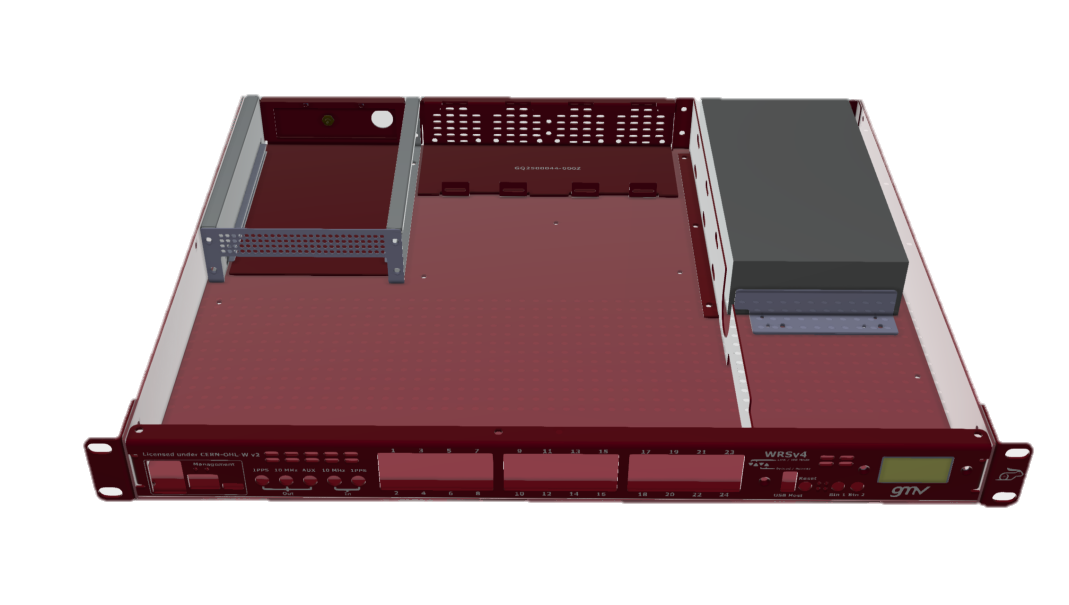 Licensed under CERN-OHL-W v2
Management
1PPS 10 MHz AUX 10 MHz 1PPS
Out In
1 3 5 7 9 11 13 15 17 19 21 23
2 4 6 8 10 12 14 16 18 20 22 24
WRSv4
Reset
USB Host
Btn 1 Btn 2
gmv